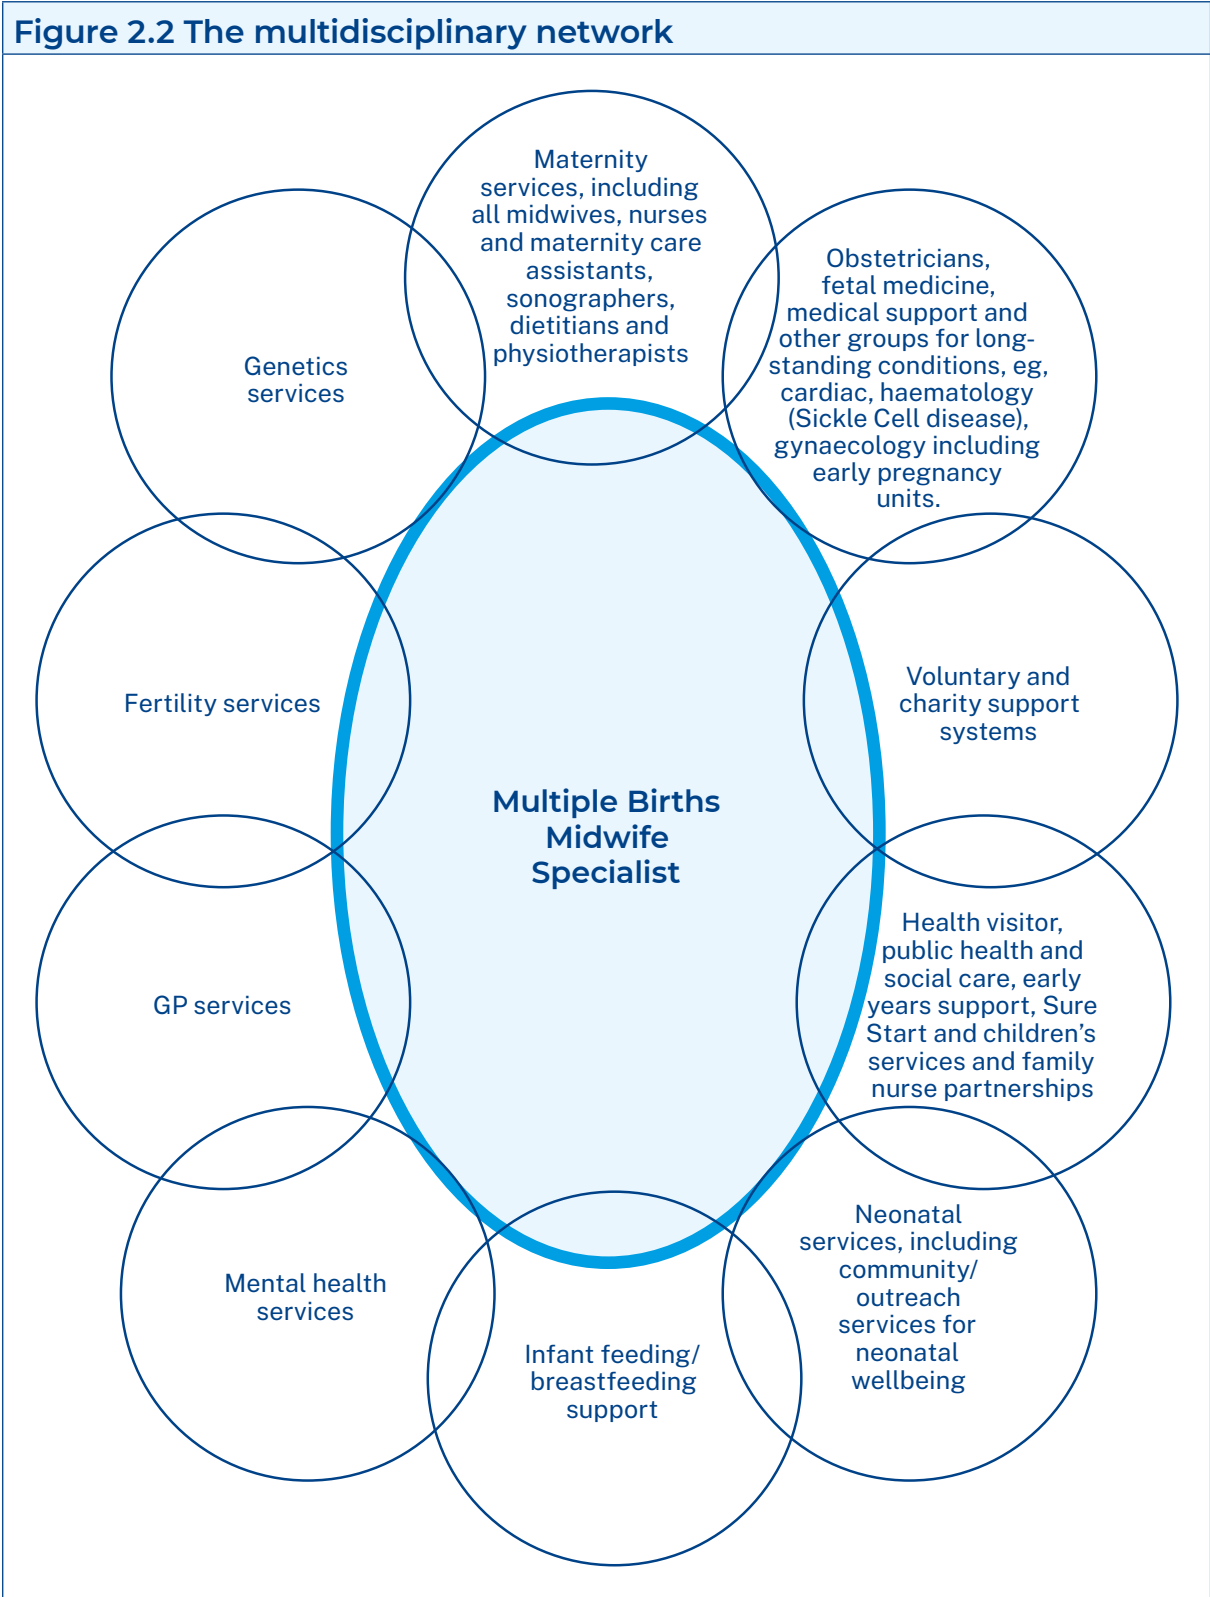 Figure 2.2 The multidisciplinary network
Maternity
services, including
all midwives, nurses
and maternity care
assistants,
sonographers,
dietitians and
physiotherapists
Obstetricians,
fetal medicine,
medical support and
other groups for long-
standing conditions, eg,
cardiac, haematology
(Sickle Cell disease),
gynaecology including
early pregnancy
units.
Genetics
services
Fertility services
Voluntary and
charity support
systems
Multiple Births
Midwife
Specialist
GP services
Health visitor,
public health and
social care, early
years support, Sure
Start and children’s
services and family
nurse partnerships
Mental health
services
Neonatal
services, including
community/
outreach
services for
neonatal
wellbeing
Infant feeding/
breastfeeding
support